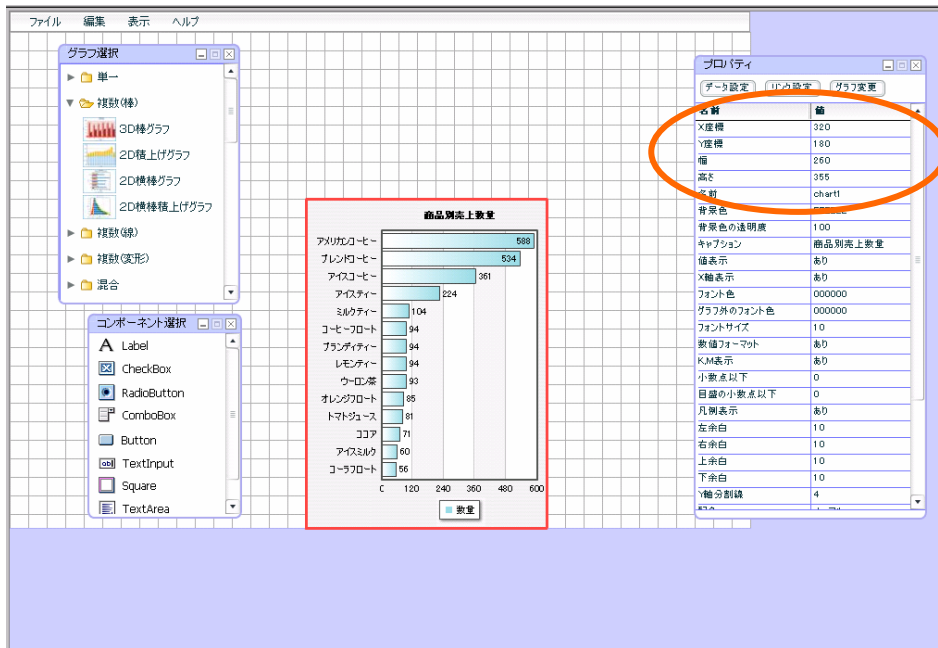 ファイル 編集 表示 ヘルプ
グラフ選択
単一
複数(棒)
3D棒グラフ
2D積上げグラフ
2D横棒グラフ
2D横棒積上げグラフ
複数(線)
複数(変形)
混合
コンポーネント選択
Label
CheckBox
RadioButton
ComboBox
Button
TextInput
Square
TextArea
商品別売上数量
アメリカンコーヒー 588
ブレンドコーヒー 534
アイスコーヒー 361
アイスティー 224
ミルクティー 104
コーヒーフロート 94
ブランディティー 94
レモンティー 94
ウーロン茶 93
オレンジフロート 85
トマトジュース 81
ココア 71
アイスミルク 60
コーラフロート 56
120 240 360 480 600
数量
プロパティ
データ設定 リンク設定 グラフ変更
名前 値
X座標 320
Y座標 180
幅 260
高さ 355
名前 chart1
背景色
背景色の透明度 100
キャプション 商品別売上数量
値表示 あり
X軸表示 あり
フォント色 000000
グラフ外のフォント色 000000
フォントサイズ 10
数値フォーマット あり
K,M表示 あり
小数点以下 0
目盛の小数点以下 0
凡例表示 あり
左余白 10
右余白 10
上余白 10
下余白 10
Y軸分割線 4